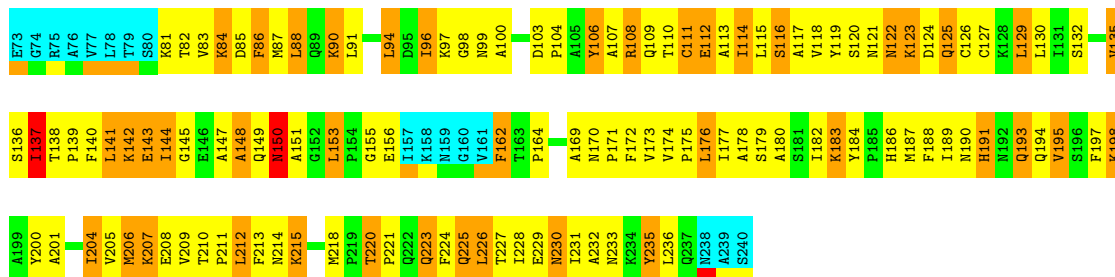 E73 G74 R75 A76 V77 L78 T79 S80 K81 T82 V83 K84 D85 F86 M87 L88 Q89 K90 L91 L94 D95 I96 K97 G98 N99 A100 D103 P104 A105 Y106 A107 R108 Q109 T110 C111 E112 A113 I114 L115 S116 A117 V118 Y119 S120 N121 N122 K123 D124 Q125 C126 C127 K128 L129 L130 I131 S132 V135
S136 I137 T138 P139 F140 L141 K142 E143 I144 G145 E146 A147 A148 Q149 N150 A151 G152 L153 P154 G155 E156 I157 K158 N159 G160 V161 F162 T163 P164 A169 N170 P171 F172 V173 V174 P175 L176 I177 A178 S179 A180 S181 I182 K183 Y184 P185 H186 M187 F188 I189 N190 H191 N192 Q193 Q194 V195 S196 F197 K198
A199 Y200 A201 I204 V205 M206 K207 E208 V209 T210 P211 L212 F213 N214 K215 M218 P219 T220 P221 Q222 Q223 F224 Q225 L226 T227 I228 E229 N230 I231 A232 N233 K234 Y235 L236 Q237 N238 A239 S240